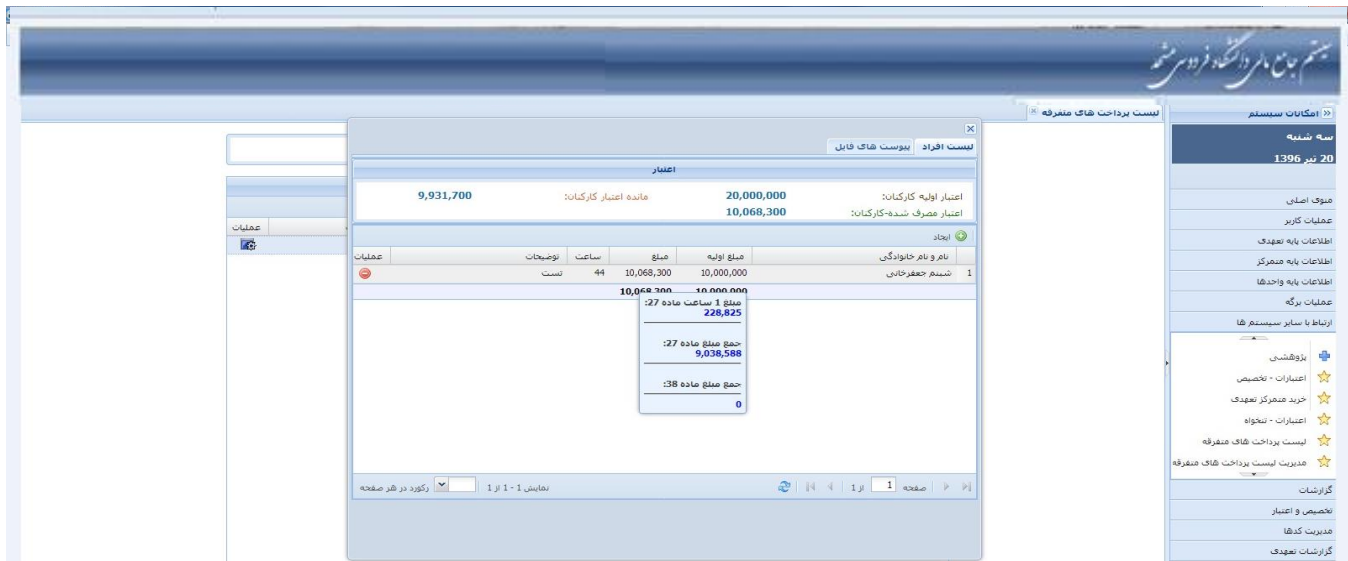 سیستم جامع مالی دانشگاه فردوسی مشهد
امکانات سیستم
لیست پرداخت های متفرقه
سه شنبه
20 تیر 1396
منوی اصلی
عملیات کاربر
اطلاعات پایه تعهدی
اطلاعات پایه متمرکز
اطلاعات پایه واحدها
عملیات برگه
ارتباط با سایر سیستم ها
پژوهشی
اعتبارات - تخصیص
خرید متمرکز تعهدی
اعتبارات - تنخواه
لیست پرداخت های متفرقه
مدیریت لیست پرداخت های متفرقه
گزارشات
تخصیص و اعتبار
مدیریت کدها
گزارشات تعهدی
لیست افراد پیوست های فایل
اعتبار
اعتبار اولیه کارکنان: 20,000,000 مانده اعتبار کارکنان: 9,931,700
اعتبار مصرف شده-کارکنان: 10,068,300
ایجاد
نام و نام خانوادگی مبلغ اولیه مبلغ ساعت توضیحات عملیات
1 شبنم جعفرخانی 10,000,000 10,068,300 44 تست
10,000,000 10,068,300
مبلغ 1 ساعت ماده 27:
228,825
جمع مبلغ ماده 27:
9,038,588
جمع مبلغ ماده 38:
0
صفحه 1 از 1
نمایش 1 - 1 از 1 رکورد در هر صفحه
عملیات